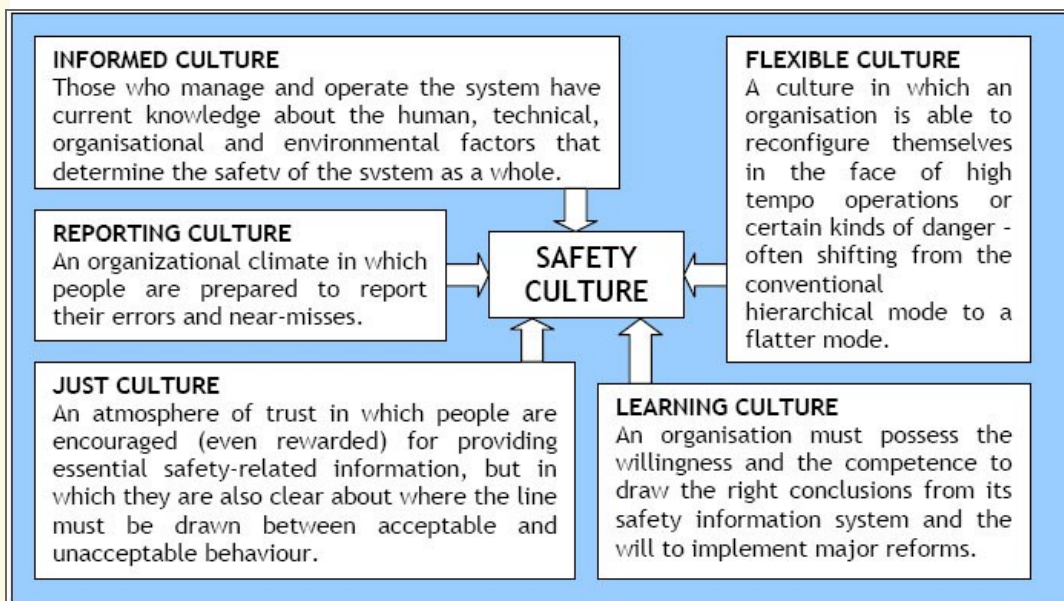 INFORMED CULTURE
Those who manage and operate the system have
current knowledge about the human, technical,
organisational and environmental factors that
determine the safety of the system as a whole.
FLEXIBLE CULTURE
A culture in which an
organisation is able to
reconfigure themselves
in the face of high
tempo operations or
certain kinds of danger -
often shifting from the
conventional
hierarchical mode to a
flatter mode.
REPORTING CULTURE
An organizational climate in which
people are prepared to report
their errors and near-misses.
SAFETY
CULTURE
JUST CULTURE
An atmosphere of trust in which people are
encouraged (even rewarded) for providing
essential safety-related information, but in
which they are also clear about where the line
must be drawn between acceptable and
unacceptable behaviour.
LEARNING CULTURE
An organisation must possess the
willingness and the competence to
draw the right conclusions from its
safety information system and the
will to implement major reforms.